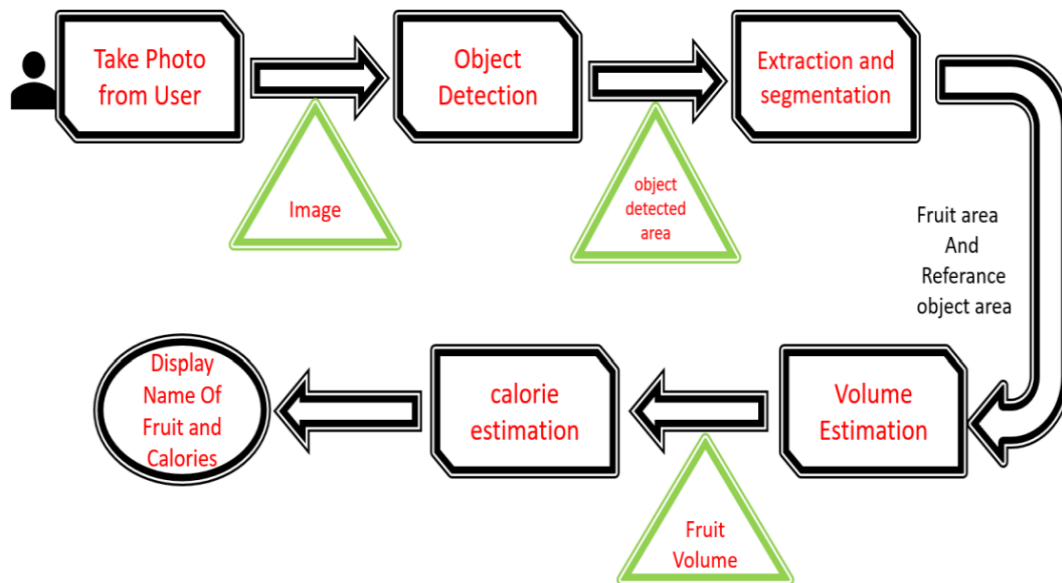 Take Photo
from User
Object
Detection
Extraction and
segmentation
Image
object
detected
area
Fruit area
And
Referance
object area
Volume
Estimation
Fruit
Volume
calorie
estimation
Display
Name Of
Fruit and
Calories